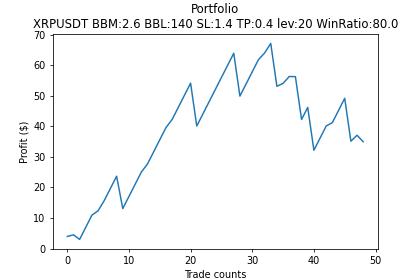 Portfolio
XRPUSDT BBM:2.6 BBL:140 SL:1.4 TP:0.4 lev:20 WinRatio:80.0
70
60
50
40
30
20
10
0
Profit ($)
0 10 20 30 40 50
Trade counts